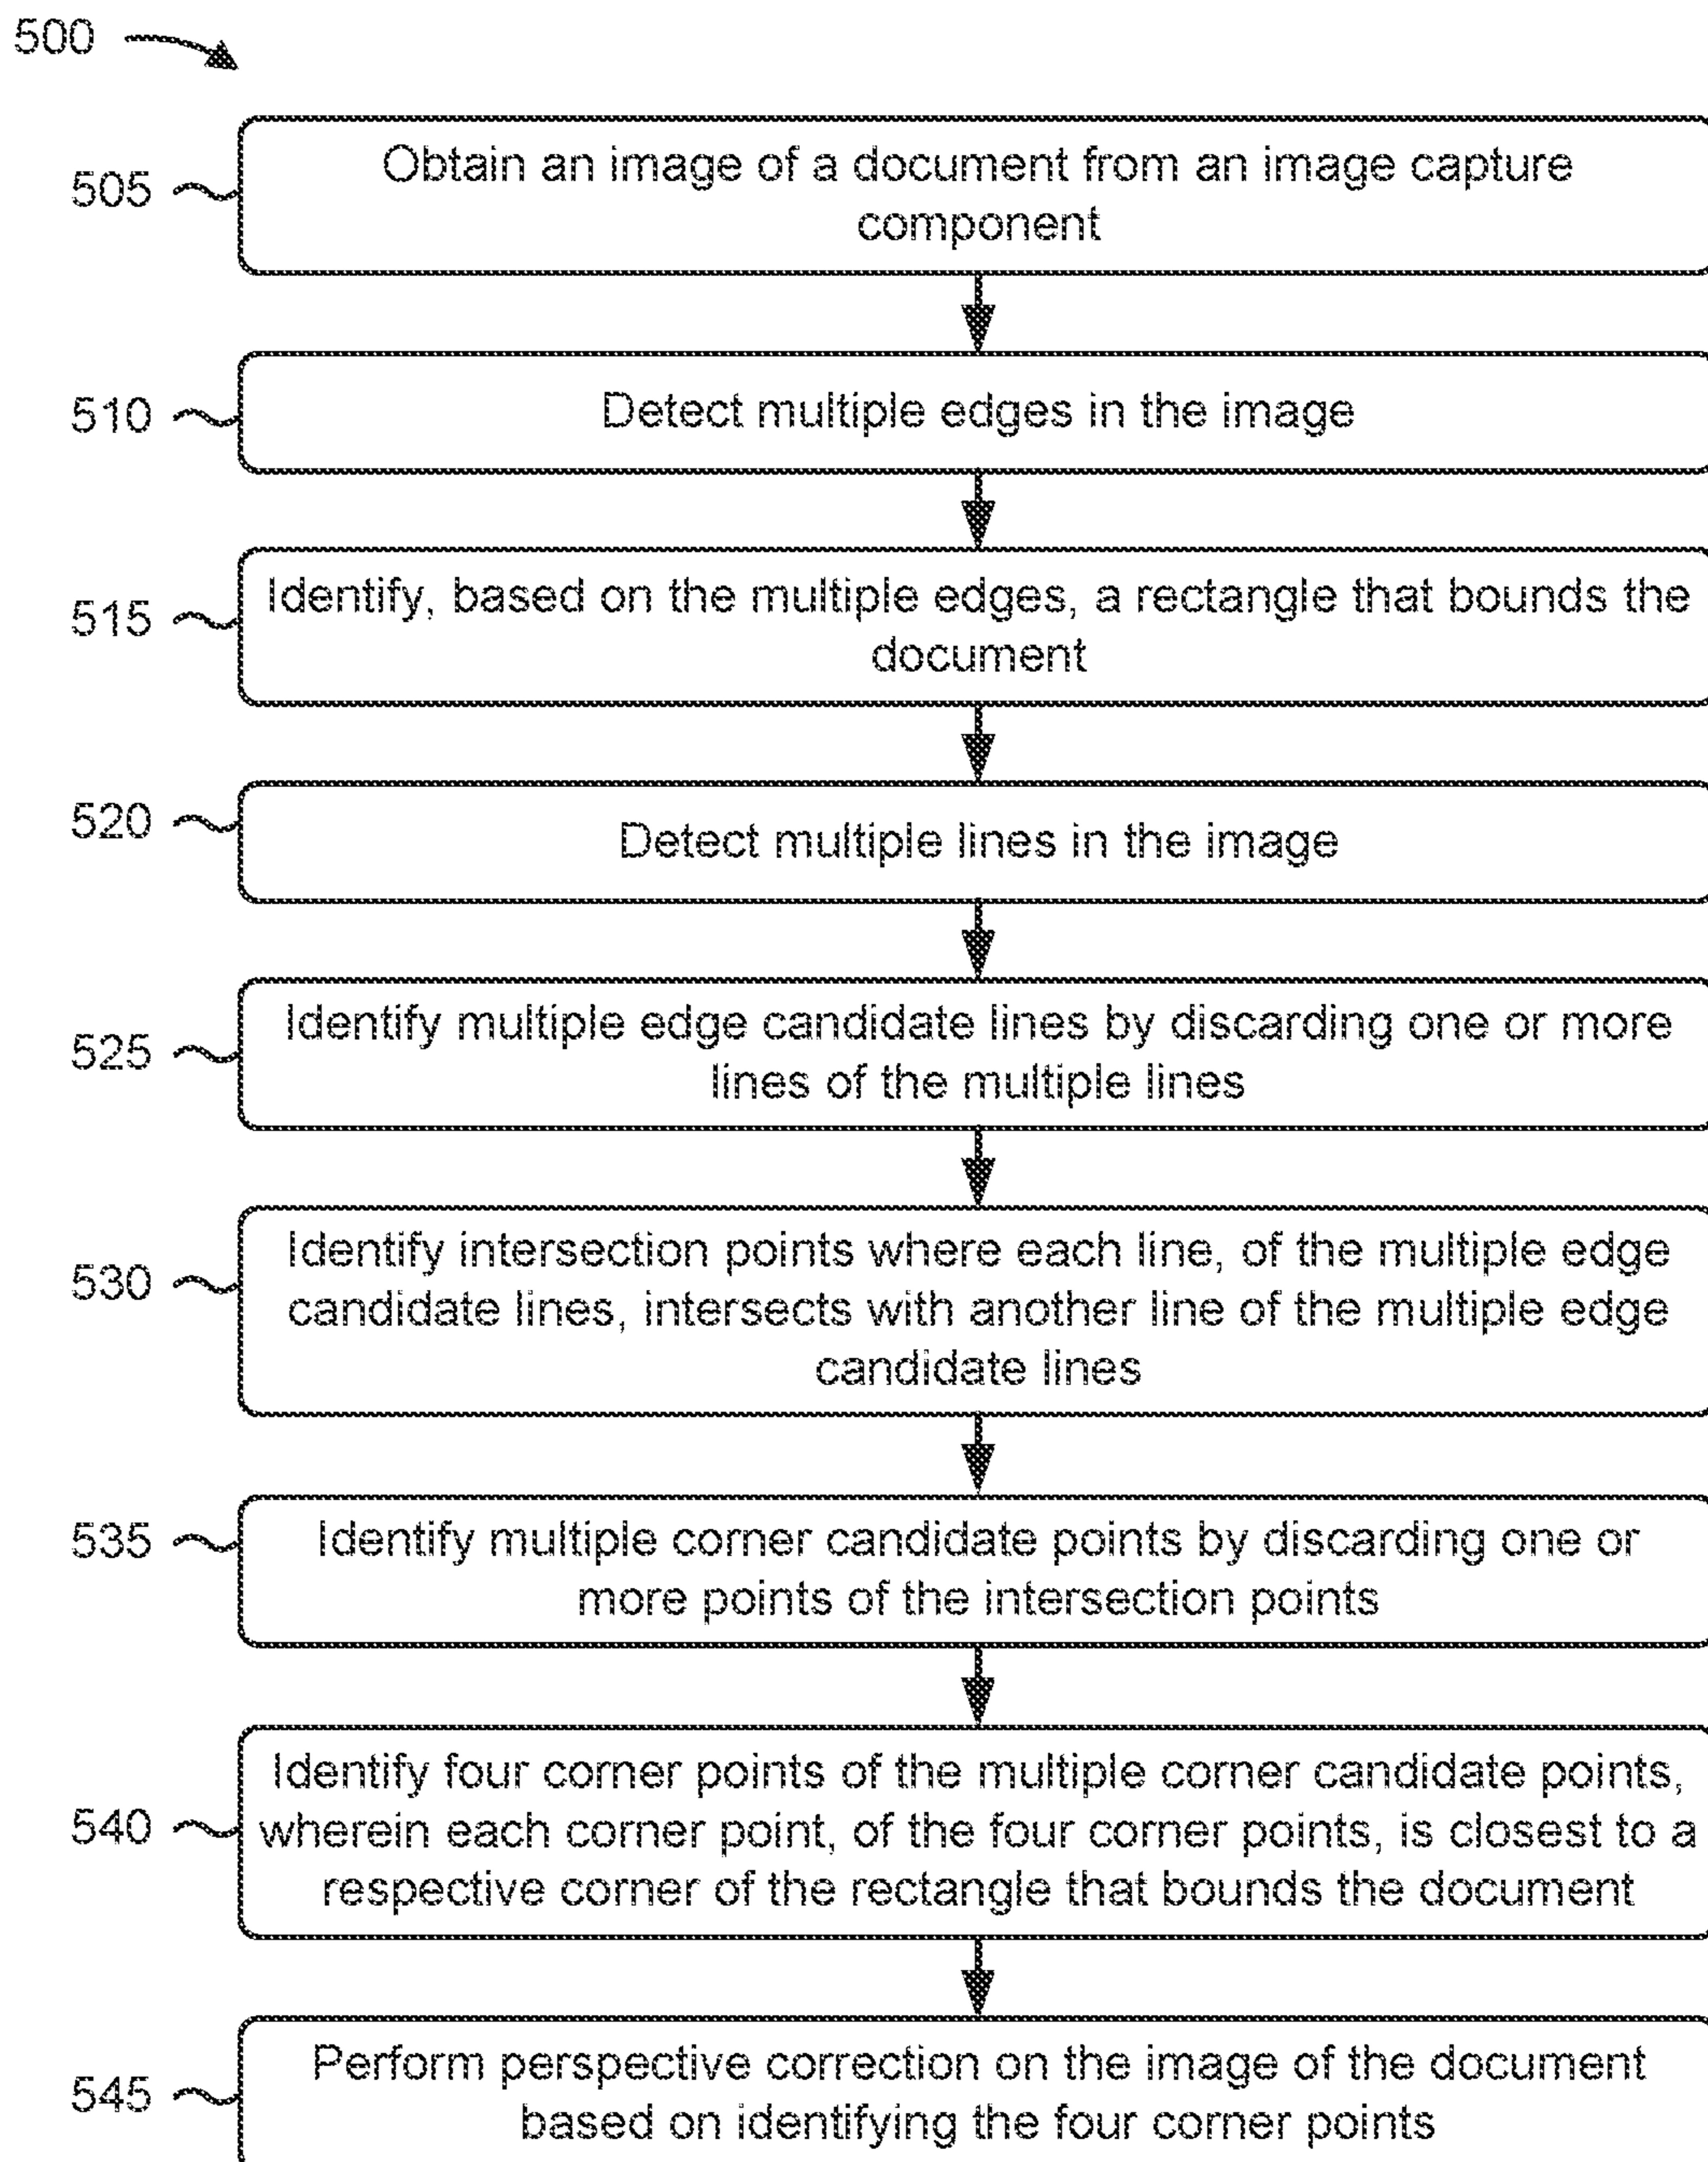 500
505
Obtain an image of a document from an image capture
component
510
Detect multiple edges in the image
515
Identify, based on the multiple edges, a rectangle that bounds the
document
520
Detect multiple lines in the image
525
Identify multiple edge candidate lines by discarding one or more
lines of the multiple lines
530
Identify intersection points where each line, of the multiple edge
candidate lines, intersects with another line of the multiple edge
candidate lines
535
Identify multiple corner candidate points by discarding one or
more points of the intersection points
540
Identify four corner points of the multiple corner candidate points,
wherein each corner point, of the four corner points, is closest to a
respective corner of the rectangle that bounds the document
545
Perform perspective correction on the image of the document
based on identifying the four corner points